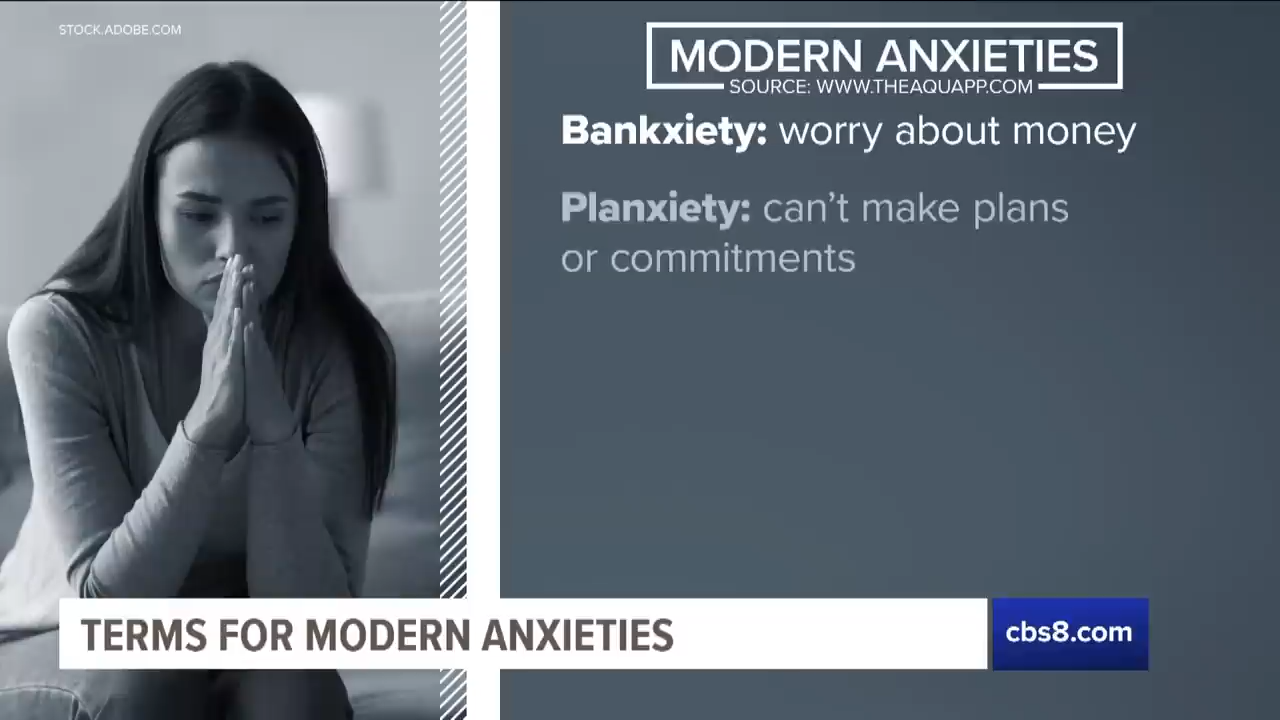 STOCK.ADOBE.COM
MODERN ANXIETIES
SOURCE: WWW.THEAQUAPP.COM
Bankxiety: worry about money
Planxiety: can’t make plans
or commitments
TERMS FOR MODERN ANXIETIES
cbs8.com